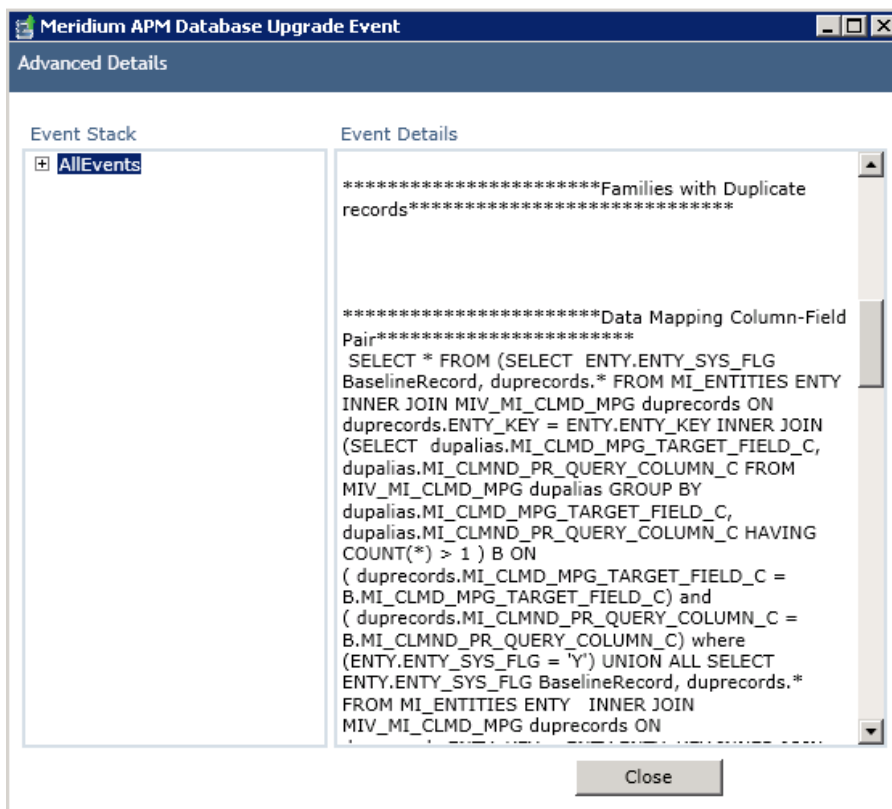 Meridium APM Database Upgrade Event
Advanced Details
Event Stack
AllEvents
Event Details
***********************Families with Duplicate
records*****************************
***********************Data Mapping Column-Field
Pair***********************
SELECT * FROM (SELECT  ENTY.ENTY_SYS_FLG
BaselineRecord, duprecords.* FROM MI_ENTITIES ENTY
INNER JOIN MIV_MI_CLMD_MPG duprecords ON
duprecords.ENTY_KEY = ENTY.ENTY_KEY INNER JOIN
(SELECT  dupalias.MI_CLMD_MPG_TARGET_FIELD_C,
dupalias.MI_CLMND_PR_QUERY_COLUMN_C FROM
MIV_MI_CLMD_MPG dupalias GROUP BY
dupalias.MI_CLMD_MPG_TARGET_FIELD_C,
dupalias.MI_CLMND_PR_QUERY_COLUMN_C HAVING
COUNT(*) > 1 ) B ON
( duprecords.MI_CLMD_MPG_TARGET_FIELD_C =
B.MI_CLMD_MPG_TARGET_FIELD_C) and
( duprecords.MI_CLMND_PR_QUERY_COLUMN_C =
B.MI_CLMND_PR_QUERY_COLUMN_C) where
(ENTY.ENTY_SYS_FLG = 'Y') UNION ALL SELECT
ENTY.ENTY_SYS_FLG BaselineRecord, duprecords.*
FROM MI_ENTITIES ENTY   INNER JOIN
MIV_MI_CLMD_MPG duprecords ON
Close